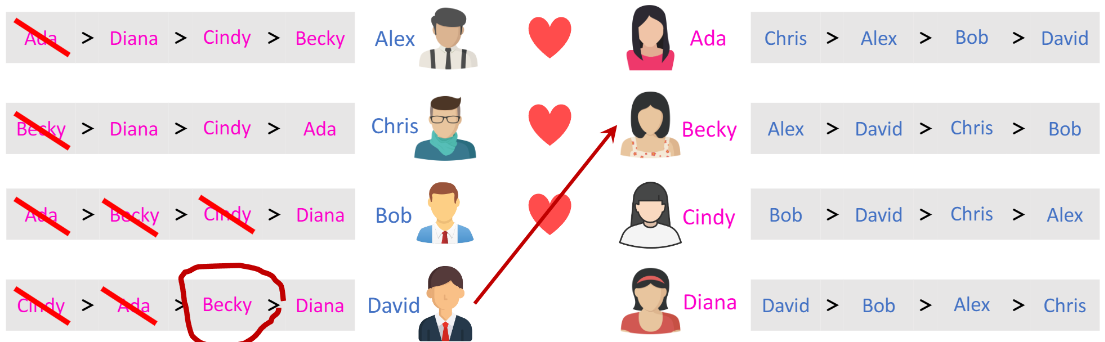 Ada > Diana > Cindy > Becky Alex Ada Chris > Alex > Bob > David
Becky > Diana > Cindy > Ada Chris Becky Alex > David > Chris > Bob
Ada > Becky > Cindy > Diana Bob Cindy Bob > David > Chris > Alex
Cindy > Ada > Becky > Diana David Diana David > Bob > Alex > Chris